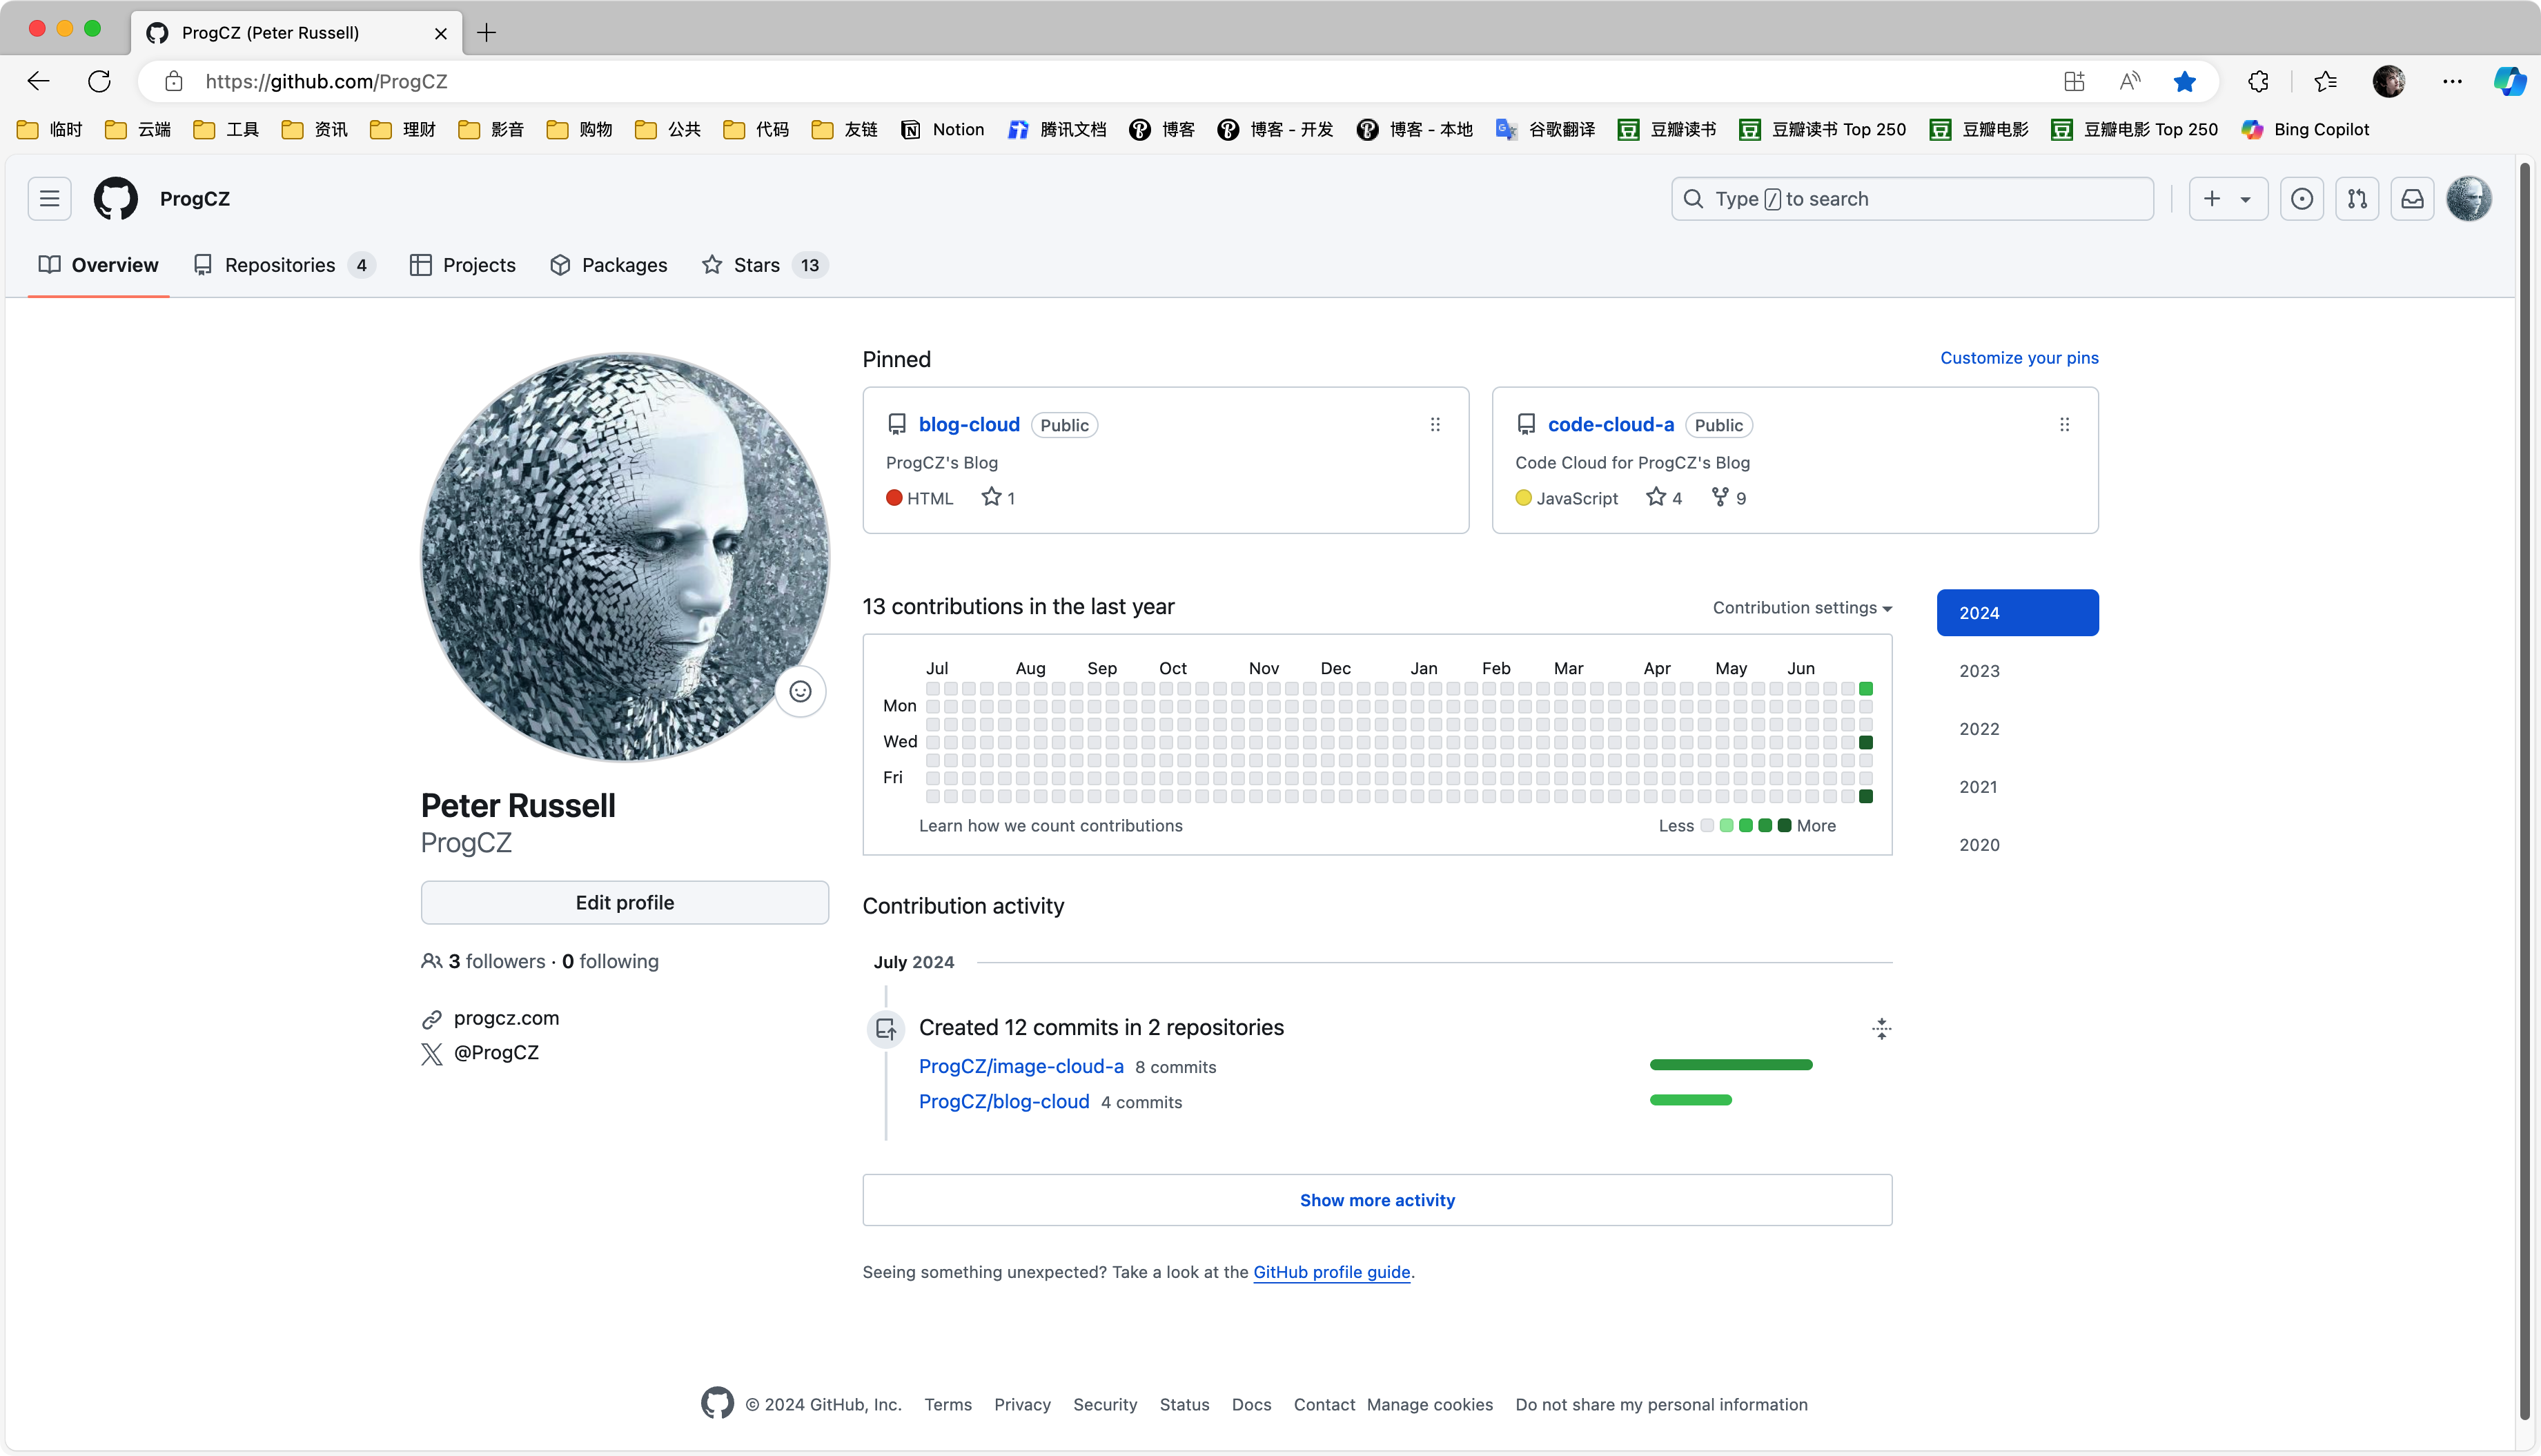 ProgCZ (Peter Russell)
https://github.com/ProgCZ
临时 云端 工具 资讯 理财 影音 购物 公共 代码 友链 Notion 腾讯文档 博客 博客 - 开发 博客 - 本地 谷歌翻译 豆瓣读书 豆瓣读书 Top 250 豆瓣电影 豆瓣电影 Top 250 Bing Copilot
ProgCZ
Type / to search
Overview Repositories 4 Projects Packages Stars 13
Peter Russell
ProgCZ
Edit profile
3 followers · 0 following
progcz.com
@ProgCZ
Pinned
Customize your pins
blog-cloud Public
ProgCZ's Blog
HTML 1
code-cloud-a Public
Code Cloud for ProgCZ's Blog
JavaScript 4 9
13 contributions in the last year
Contribution settings
Jul Aug Sep Oct Nov Dec Jan Feb Mar Apr May Jun
Mon
Wed
Fri
Learn how we count contributions
Less More
2024
2023
2022
2021
2020
Contribution activity
July 2024
Created 12 commits in 2 repositories
ProgCZ/image-cloud-a 8 commits
ProgCZ/blog-cloud 4 commits
Show more activity
Seeing something unexpected? Take a look at the GitHub profile guide.
© 2024 GitHub, Inc. Terms Privacy Security Status Docs Contact Manage cookies Do not share my personal information